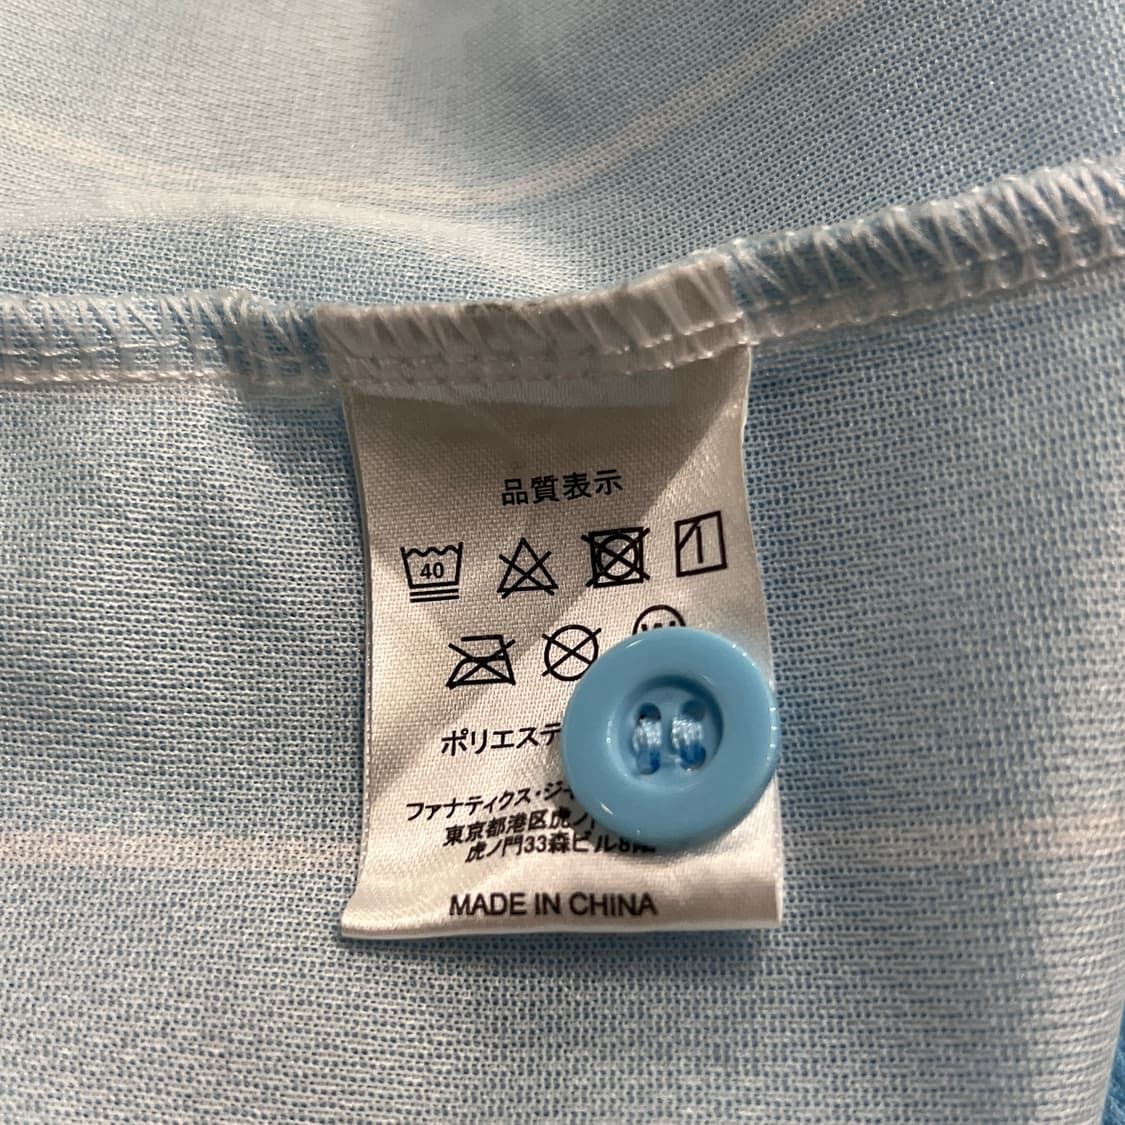 品質表示
40
W
ポリエステ
ファナティクス・ジャ
東京都港区虎ノ
虎ノ門33森ビル8階
MADE IN CHINA